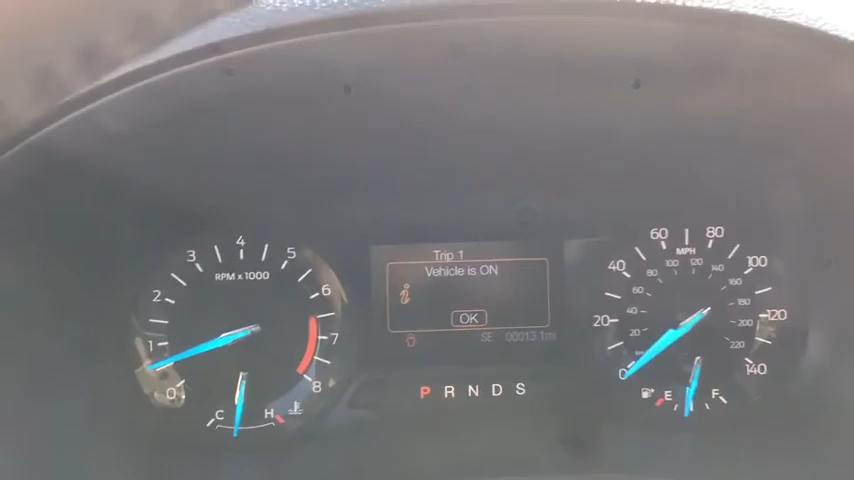 Trip 1
Vehicle is ON
i
OK
SE 000131mi
P R N D S
0 1 2 3 4 5 6 7 8
RPM x 1000
C H
0 20 40 60 80 100 120 140
MPH
20 40 60 80 100 120 140 160 180 200 220
E F